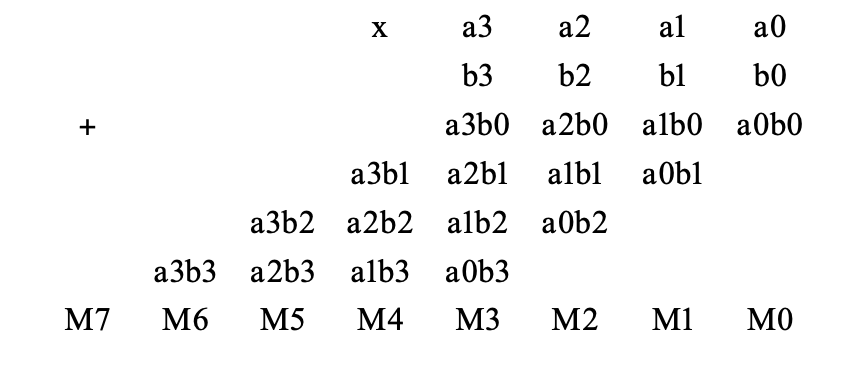 x a3 a2 a1 a0
b3 b2 b1 b0
+ a3b0 a2b0 a1b0 a0b0
a3b1 a2b1 a1b1 a0b1
a3b2 a2b2 a1b2 a0b2
a3b3 a2b3 a1b3 a0b3
M7 M6 M5 M4 M3 M2 M1 M0